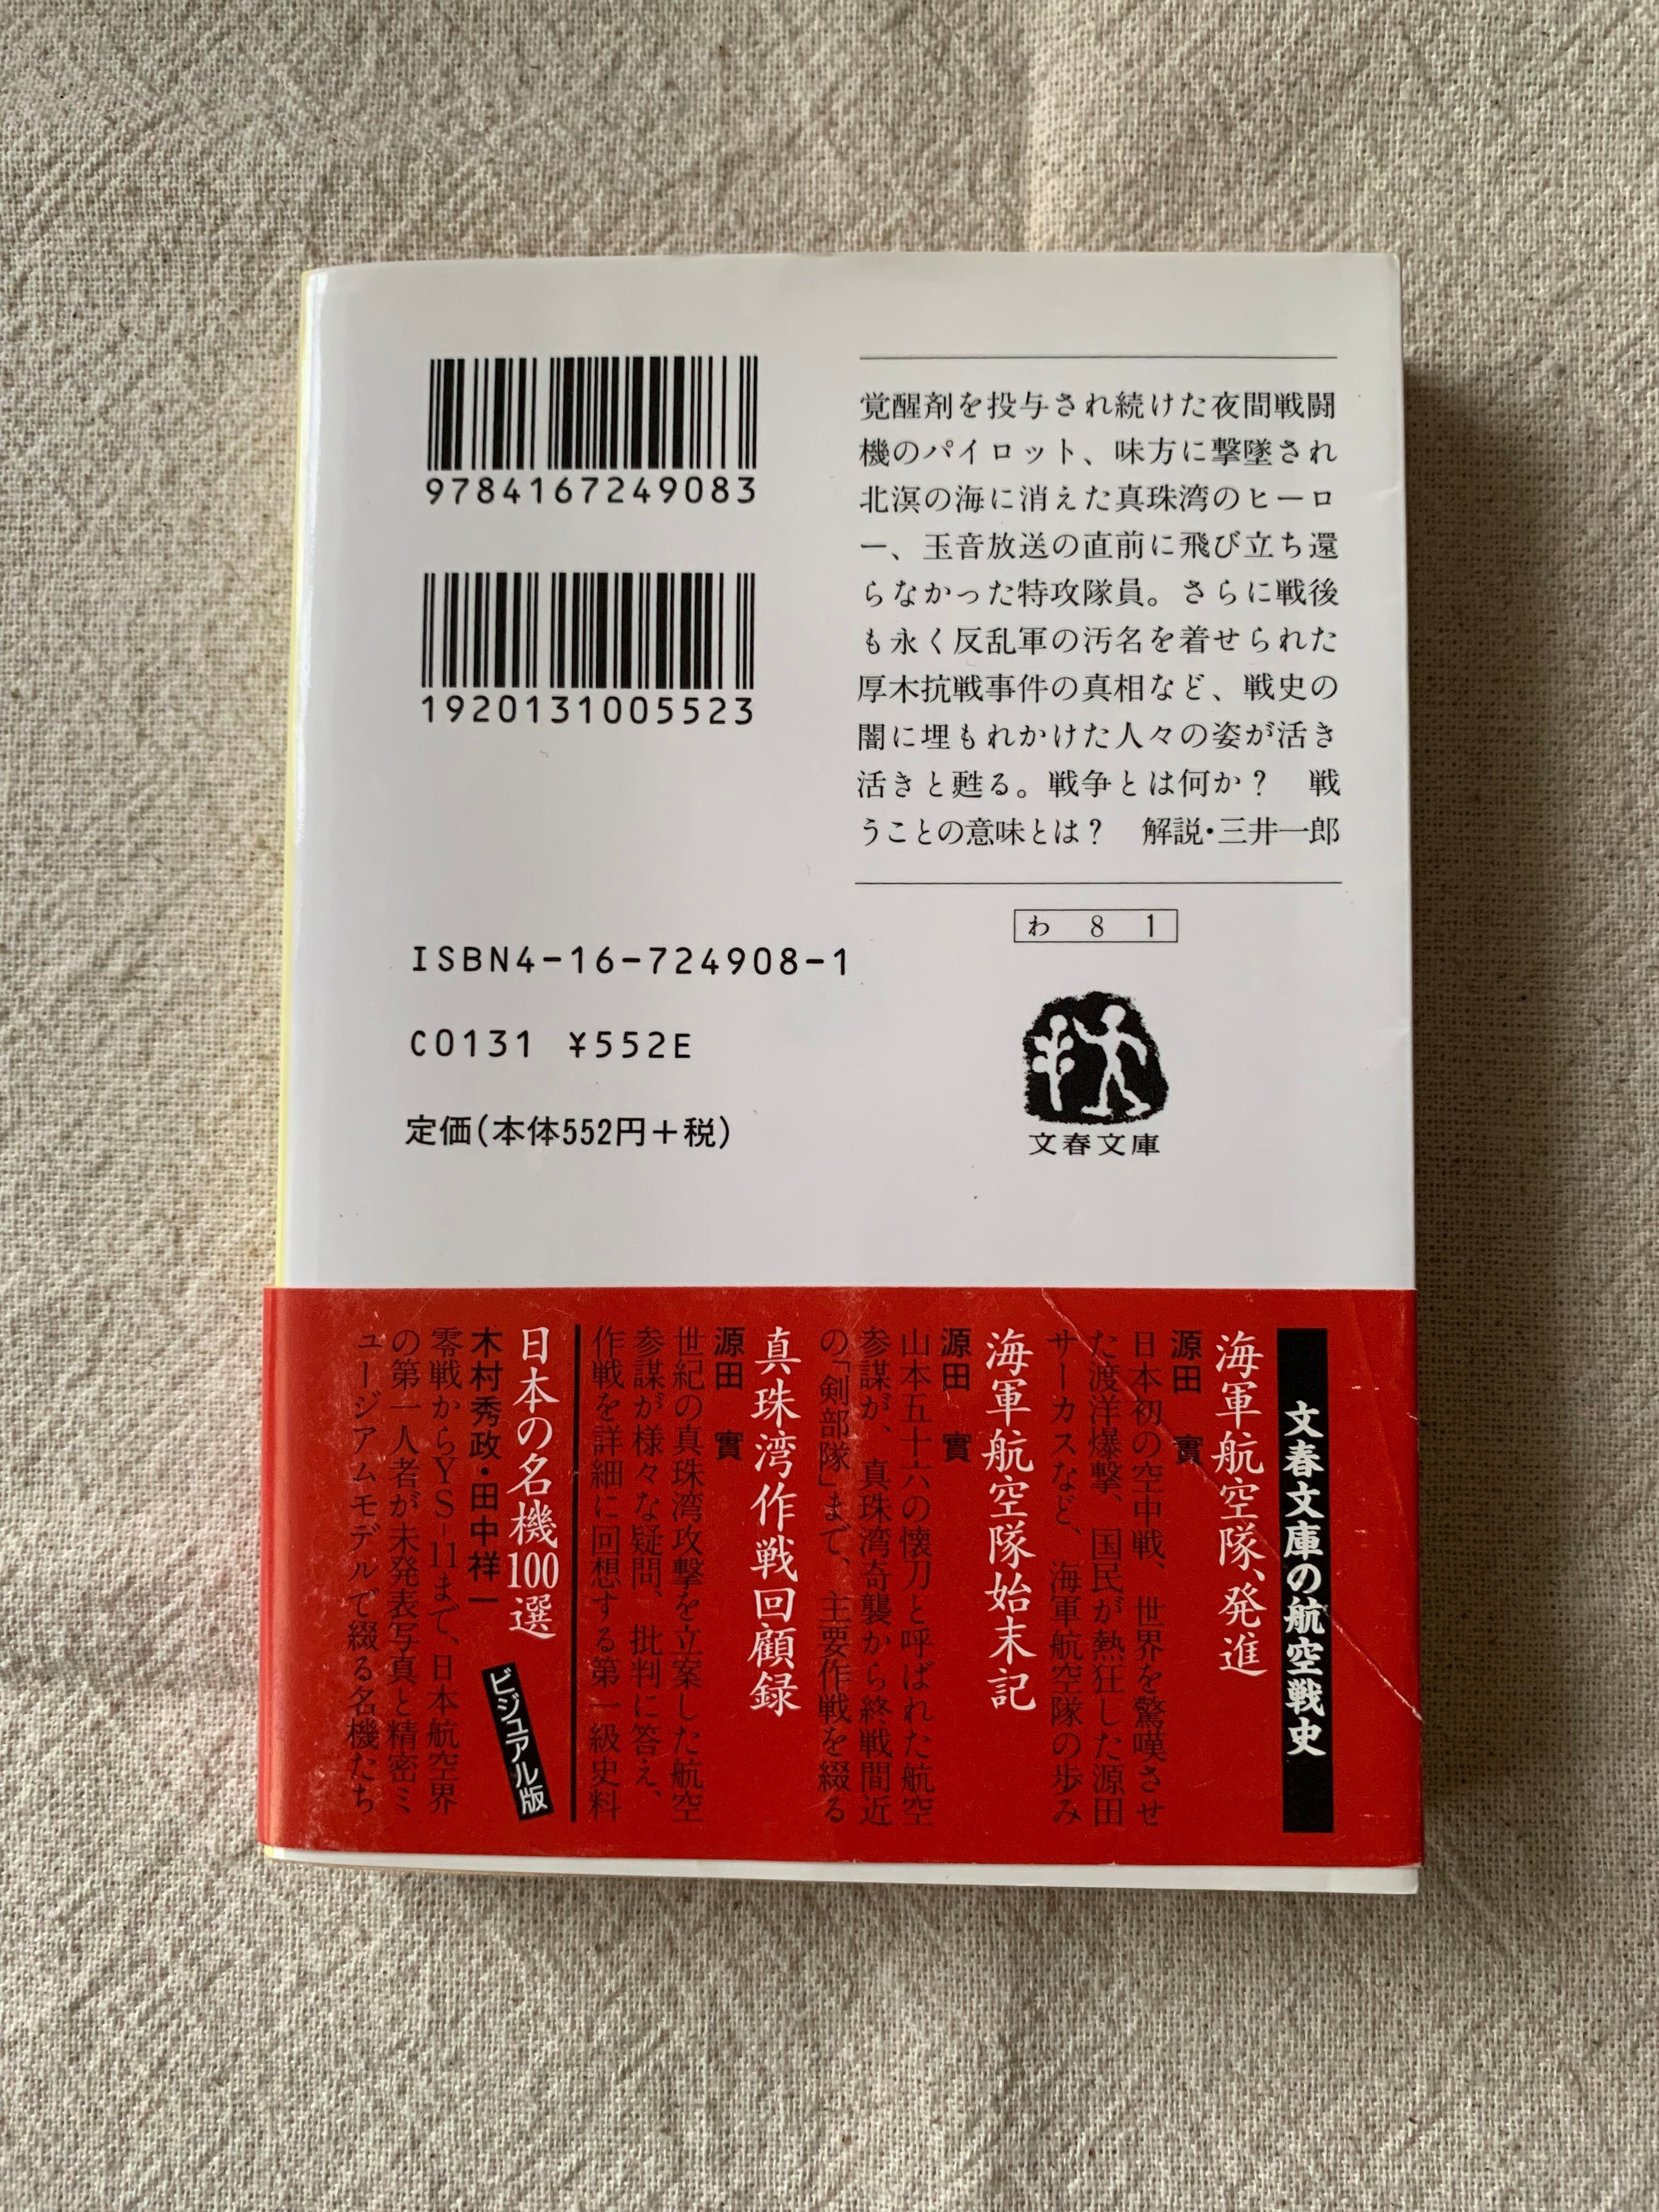 9784167249083
1920131005523
覚醒剤を投与され続けた夜間戦闘
機のパイロット、味方に撃墜され
北溟の海に消えた真珠湾のヒーロ
ー、玉音放送の直前に飛び立ち還
らなかった特攻隊員。さらに戦後
も永く反乱軍の汚名を着せられた
厚木抗戦事件の真相など、戦史の
闇に埋もれかけた人々の姿が活き
活きと甦る。戦争とは何か？　戦
うことの意味とは？　解説・三井一郎
わ 8 1
文春文庫
ISBN4-16-724908-1
C0131 ¥552E
定価(本体552円＋税)
文春文庫の航空戦史
海軍航空隊、発進
源田 實
日本初の空中戦、世界を驚嘆させ
た渡洋爆撃、国民が熱狂した源田
サーカスなど、海軍航空隊の歩み
海軍航空隊始末記
源田 實
山本五十六の懐刀と呼ばれた航空
参謀が、真珠湾奇襲から終戦間近
の「剣部隊」まで、主要作戦を綴る
真珠湾作戦回顧録
源田 實
世紀の真珠湾攻撃を立案した航空
参謀が様々な疑問、批判に答え、
作戦を詳細に回想する第一級史料
日本の名機100選
ビジュアル版
木村秀政・田中祥一
零戦からYS-11まで、日本航空界
の第一人者が未発表写真と精密ミ
ュージアムモデルで綴る名機たち